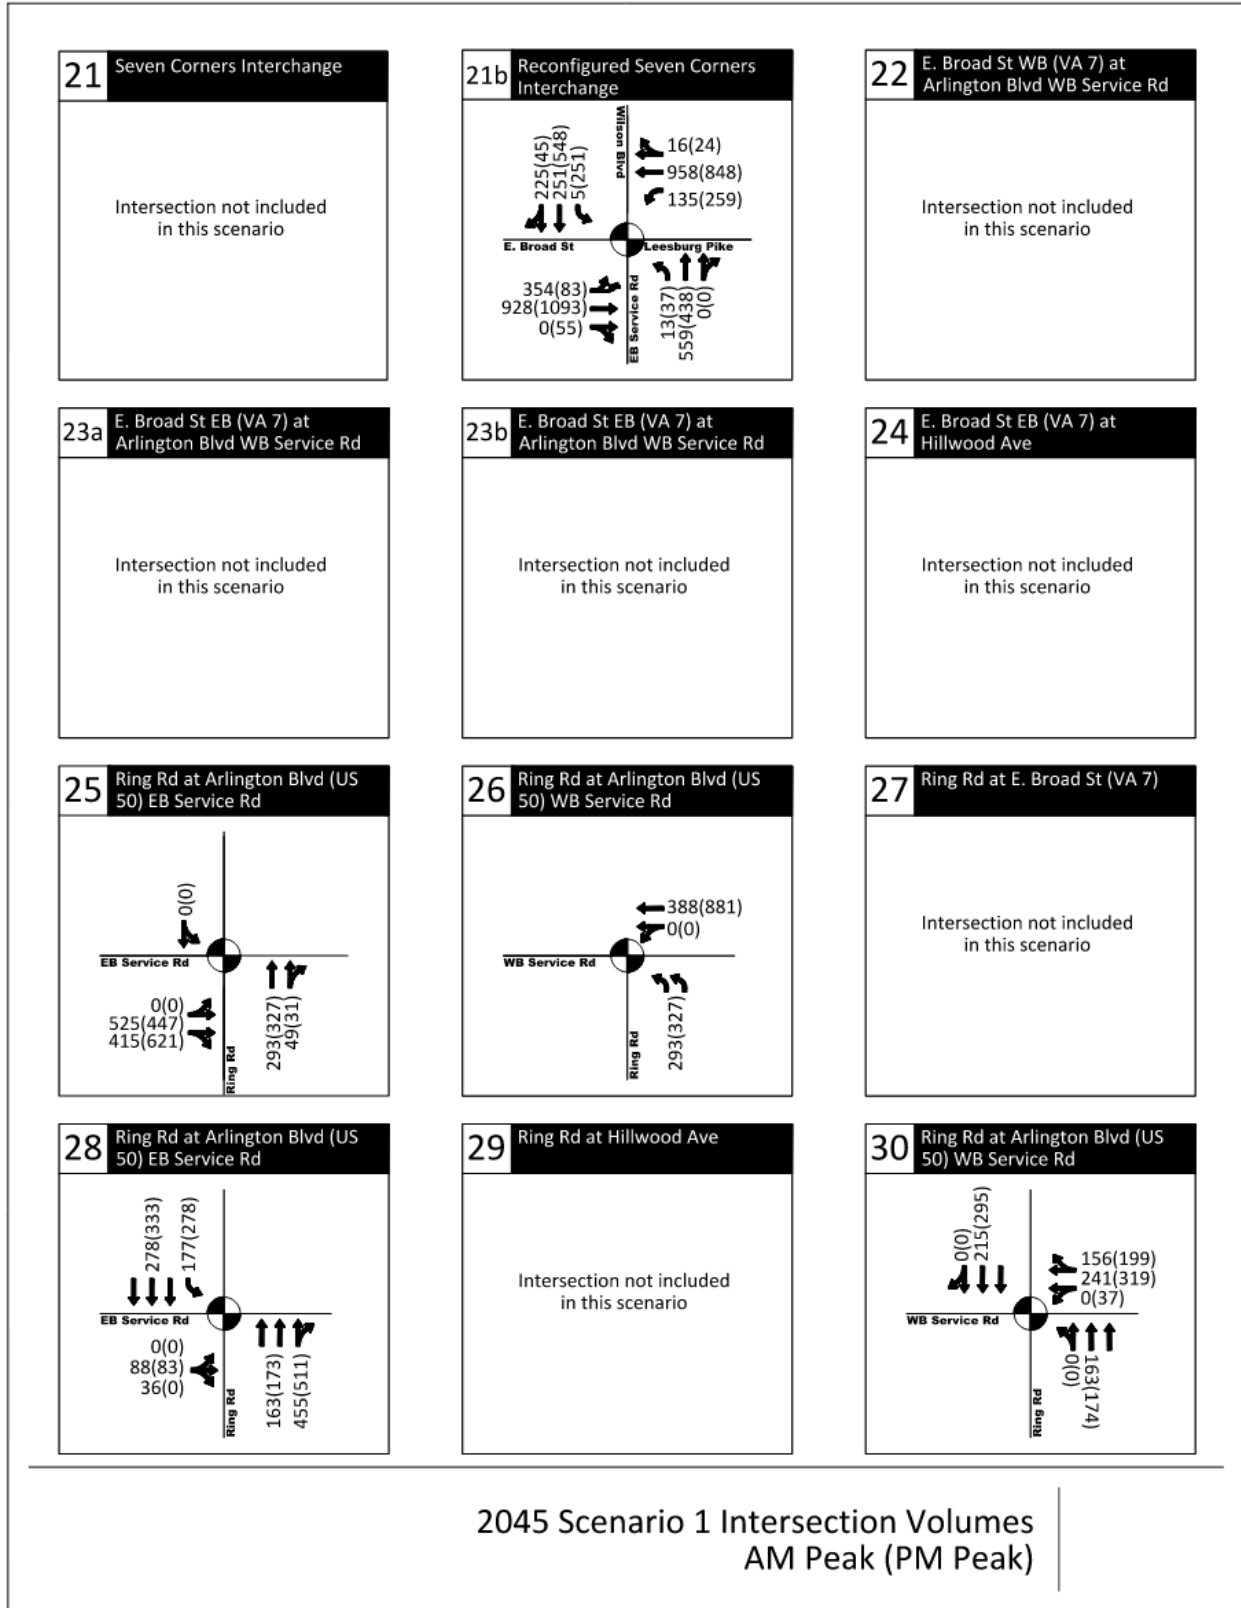 21
Seven Corners Interchange
Intersection not included
in this scenario
21b
Reconfigured Seven Corners
Interchange
Wilson Blvd
225(45)
251(548)
5(251)
16(24)
958(848)
135(259)
E. Broad St
Leesburg Pike
354(83)
928(1093)
0(55)
EB Service Rd
13(37)
559(438)
0(0)
22
E. Broad St WB (VA 7) at
Arlington Blvd WB Service Rd
Intersection not included
in this scenario
23a
E. Broad St EB (VA 7) at
Arlington Blvd WB Service Rd
Intersection not included
in this scenario
23b
E. Broad St EB (VA 7) at
Arlington Blvd WB Service Rd
Intersection not included
in this scenario
24
E. Broad St EB (VA 7) at
Hillwood Ave
Intersection not included
in this scenario
25
Ring Rd at Arlington Blvd (US
50) EB Service Rd
0(0)
EB Service Rd
0(0)
525(447)
415(621)
Ring Rd
293(327)
49(31)
26
Ring Rd at Arlington Blvd (US
50) WB Service Rd
388(881)
0(0)
WB Service Rd
Ring Rd
293(327)
27
Ring Rd at E. Broad St (VA 7)
Intersection not included
in this scenario
28
Ring Rd at Arlington Blvd (US
50) EB Service Rd
278(333)
177(278)
EB Service Rd
0(0)
88(83)
36(0)
Ring Rd
163(173)
455(511)
29
Ring Rd at Hillwood Ave
Intersection not included
in this scenario
30
Ring Rd at Arlington Blvd (US
50) WB Service Rd
0(0)
215(295)
156(199)
241(319)
0(37)
WB Service Rd
Ring Rd
0(0)
163(174)
2045 Scenario 1 Intersection Volumes
AM Peak (PM Peak)